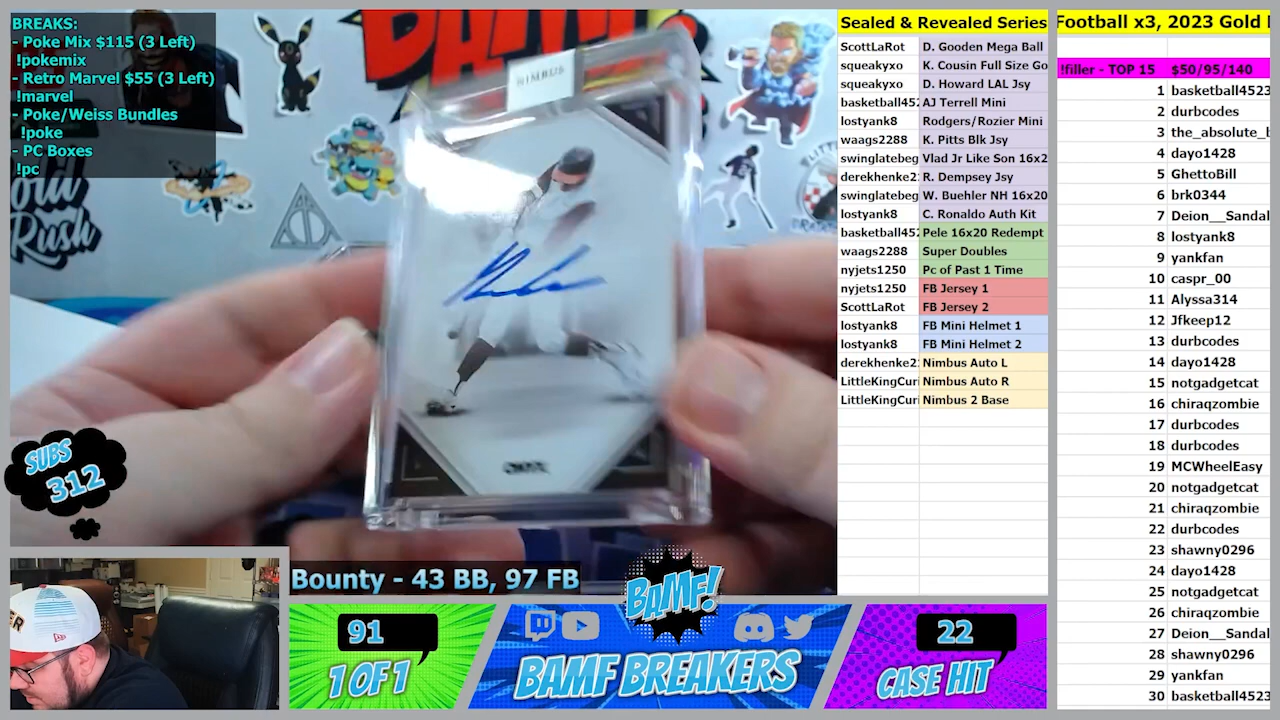 BREAKS:
- Poke Mix $115 (3 Left)
!pokemix
- Retro Marvel $55 (3 Left)
!marvel
- Poke/Weiss Bundles
!poke
- PC Boxes
!pc
old
Rush
NIMBUS
ONYX
SUBS
312
Bounty - 43 BB, 97 FB
BAMF!
91
1 OF 1
BAMF BREAKERS
22
CASE HIT
Sealed & Revealed Series
ScottLaRot D. Gooden Mega Ball
squeakyxo K. Cousin Full Size Go
squeakyxo D. Howard LAL Jsy
basketball452 AJ Terrell Mini
lostyank8 Rodgers/Rozier Mini
waags2288 K. Pitts Blk Jsy
swinglatebeg Vlad Jr Like Son 16x2
derekhenke2 R. Dempsey Jsy
swinglatebeg W. Buehler NH 16x20
lostyank8 C. Ronaldo Auth Kit
basketball452 Pele 16x20 Redempt
waags2288 Super Doubles
nyjets1250 Pc of Past 1 Time
nyjets1250 FB Jersey 1
ScottLaRot FB Jersey 2
lostyank8 FB Mini Helmet 1
lostyank8 FB Mini Helmet 2
derekhenke2 Nimbus Auto L
LittleKingCuri Nimbus Auto R
LittleKingCuri Nimbus 2 Base
Football x3, 2023 Gold
!filler - TOP 15 $50/95/140
1 basketball4523
2 durbcodes
3 the_absolute_b
4 dayo1428
5 GhettoBill
6 brk0344
7 Deion__Sandal
8 lostyank8
9 yankfan
10 caspr_00
11 Alyssa314
12 Jfkeep12
13 durbcodes
14 dayo1428
15 notgadgetcat
16 chiraqzombie
17 durbcodes
18 durbcodes
19 MCWheelEasy
20 notgadgetcat
21 chiraqzombie
22 durbcodes
23 shawny0296
24 dayo1428
25 notgadgetcat
26 chiraqzombie
27 Deion__Sandal
28 shawny0296
29 yankfan
30 basketball4523